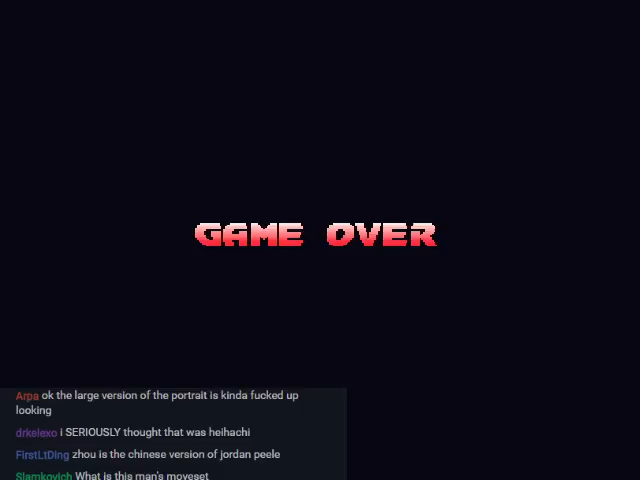 GAME OVER
Arpa ok the large version of the portrait is kinda fucked up
looking
drkelexo i SERIOUSLY thought that was heihachi
FirstLtDing zhou is the chinese version of jordan peele
Slamkovich What is this man's moveset